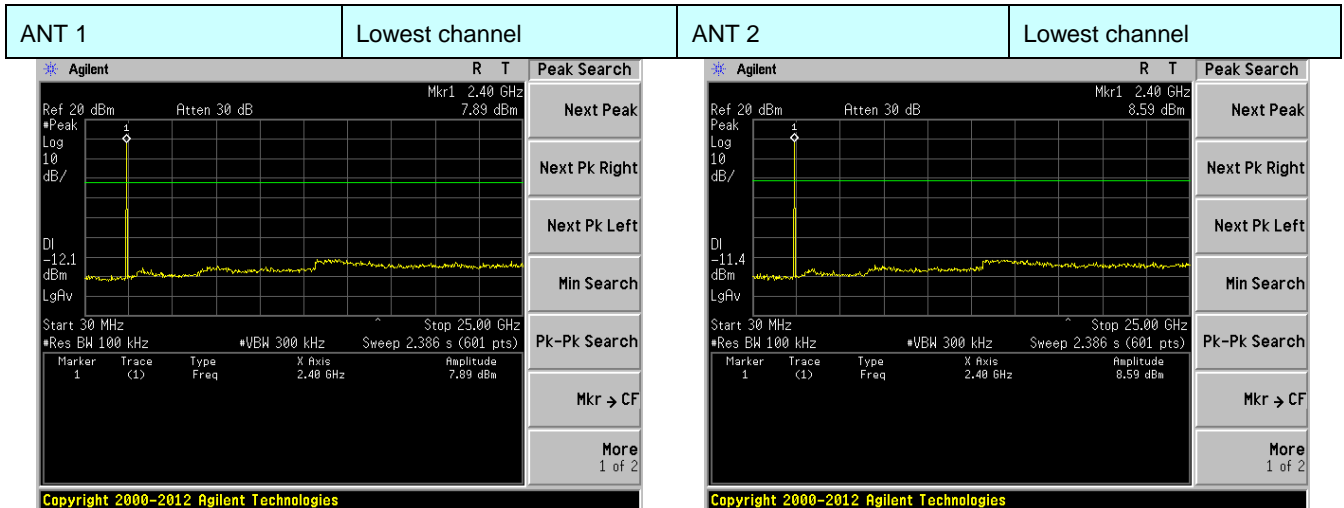 ANT 1 Lowest channel ANT 2 Lowest channel
Agilent R T Peak Search
Mkr1 2.40 GHz
Ref 20 dBm Atten 30 dB 7.89 dBm
#Peak
Log
10
dB/
1
DI
-12.1
dBm
LgAv
Start 30 MHz ^ Stop 25.00 GHz
#Res BW 100 kHz #VBW 300 kHz Sweep 2.386 s (601 pts)
Marker Trace Type X Axis Amplitude
1 (1) Freq 2.40 GHz 7.89 dBm
Next Peak
Next Pk Right
Next Pk Left
Min Search
Pk-Pk Search
Mkr → CF
More
1 of 2
Copyright 2000-2012 Agilent Technologies
Agilent R T Peak Search
Mkr1 2.40 GHz
Ref 20 dBm Atten 30 dB 8.59 dBm
Peak
Log
10
dB/
1
DI
-11.4
dBm
LgAv
Start 30 MHz ^ Stop 25.00 GHz
#Res BW 100 kHz #VBW 300 kHz Sweep 2.386 s (601 pts)
Marker Trace Type X Axis Amplitude
1 (1) Freq 2.40 GHz 8.59 dBm
Next Peak
Next Pk Right
Next Pk Left
Min Search
Pk-Pk Search
Mkr → CF
More
1 of 2
Copyright 2000-2012 Agilent Technologies